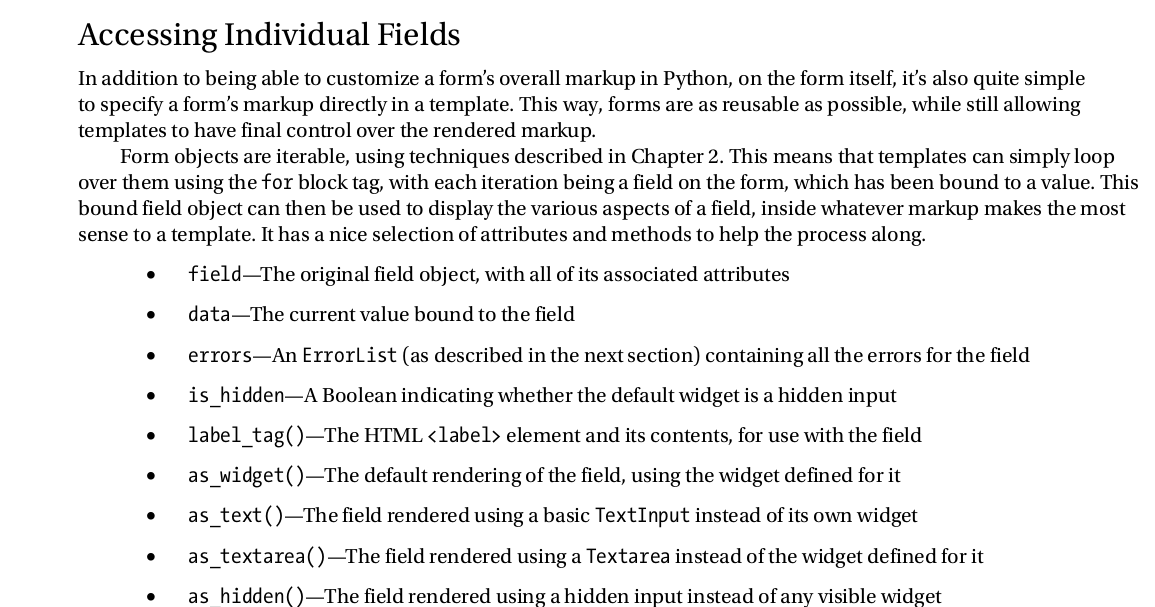 Accessing Individual Fields
In addition to being able to customize a form's overall markup in Python, on the form itself, it's also quite simple
to specify a form's markup directly in a template. This way, forms are as reusable as possible, while still allowing
templates to have final control over the rendered markup.
Form objects are iterable, using techniques described in Chapter 2. This means that templates can simply loop
over them using the for block tag, with each iteration being a field on the form, which has been bound to a value. This
bound field object can then be used to display the various aspects of a field, inside whatever markup makes the most
sense to a template. It has a nice selection of attributes and methods to help the process along.
• field—The original field object, with all of its associated attributes
• data—The current value bound to the field
• errors—An ErrorList (as described in the next section) containing all the errors for the field
• is_hidden—A Boolean indicating whether the default widget is a hidden input
• label_tag()—The HTML <label> element and its contents, for use with the field
• as_widget()—The default rendering of the field, using the widget defined for it
• as_text()—The field rendered using a basic TextInput instead of its own widget
• as_textarea()—The field rendered using a Textarea instead of the widget defined for it
• as_hidden()—The field rendered using a hidden input instead of any visible widget